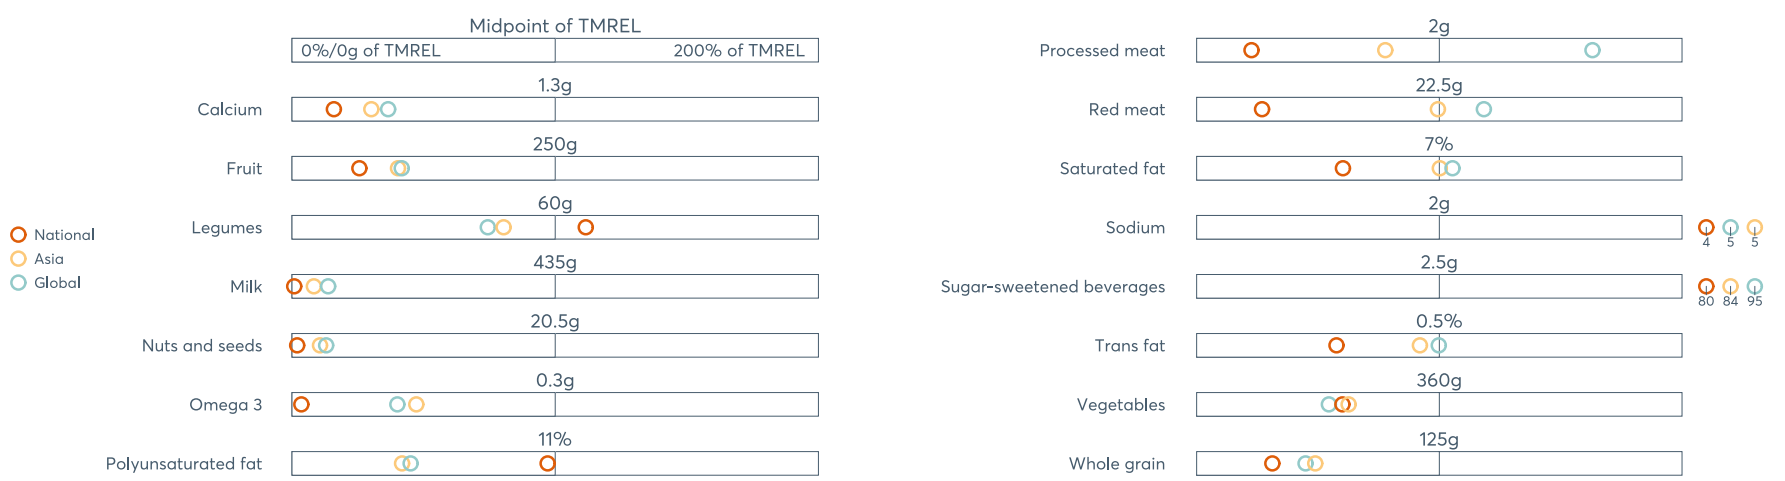 Midpoint of TMREL
0%/0g of TMREL 200% of TMREL
1.3g
Calcium
250g
Fruit
60g
Legumes
435g
Milk
20.5g
Nuts and seeds
0.3g
Omega 3
11%
Polyunsaturated fat
National
Asia
Global
2g
Processed meat
22.5g
Red meat
7%
Saturated fat
2g
Sodium
4 5 5
2.5g
Sugar-sweetened beverages
80 84 95
0.5%
Trans fat
360g
Vegetables
125g
Whole grain